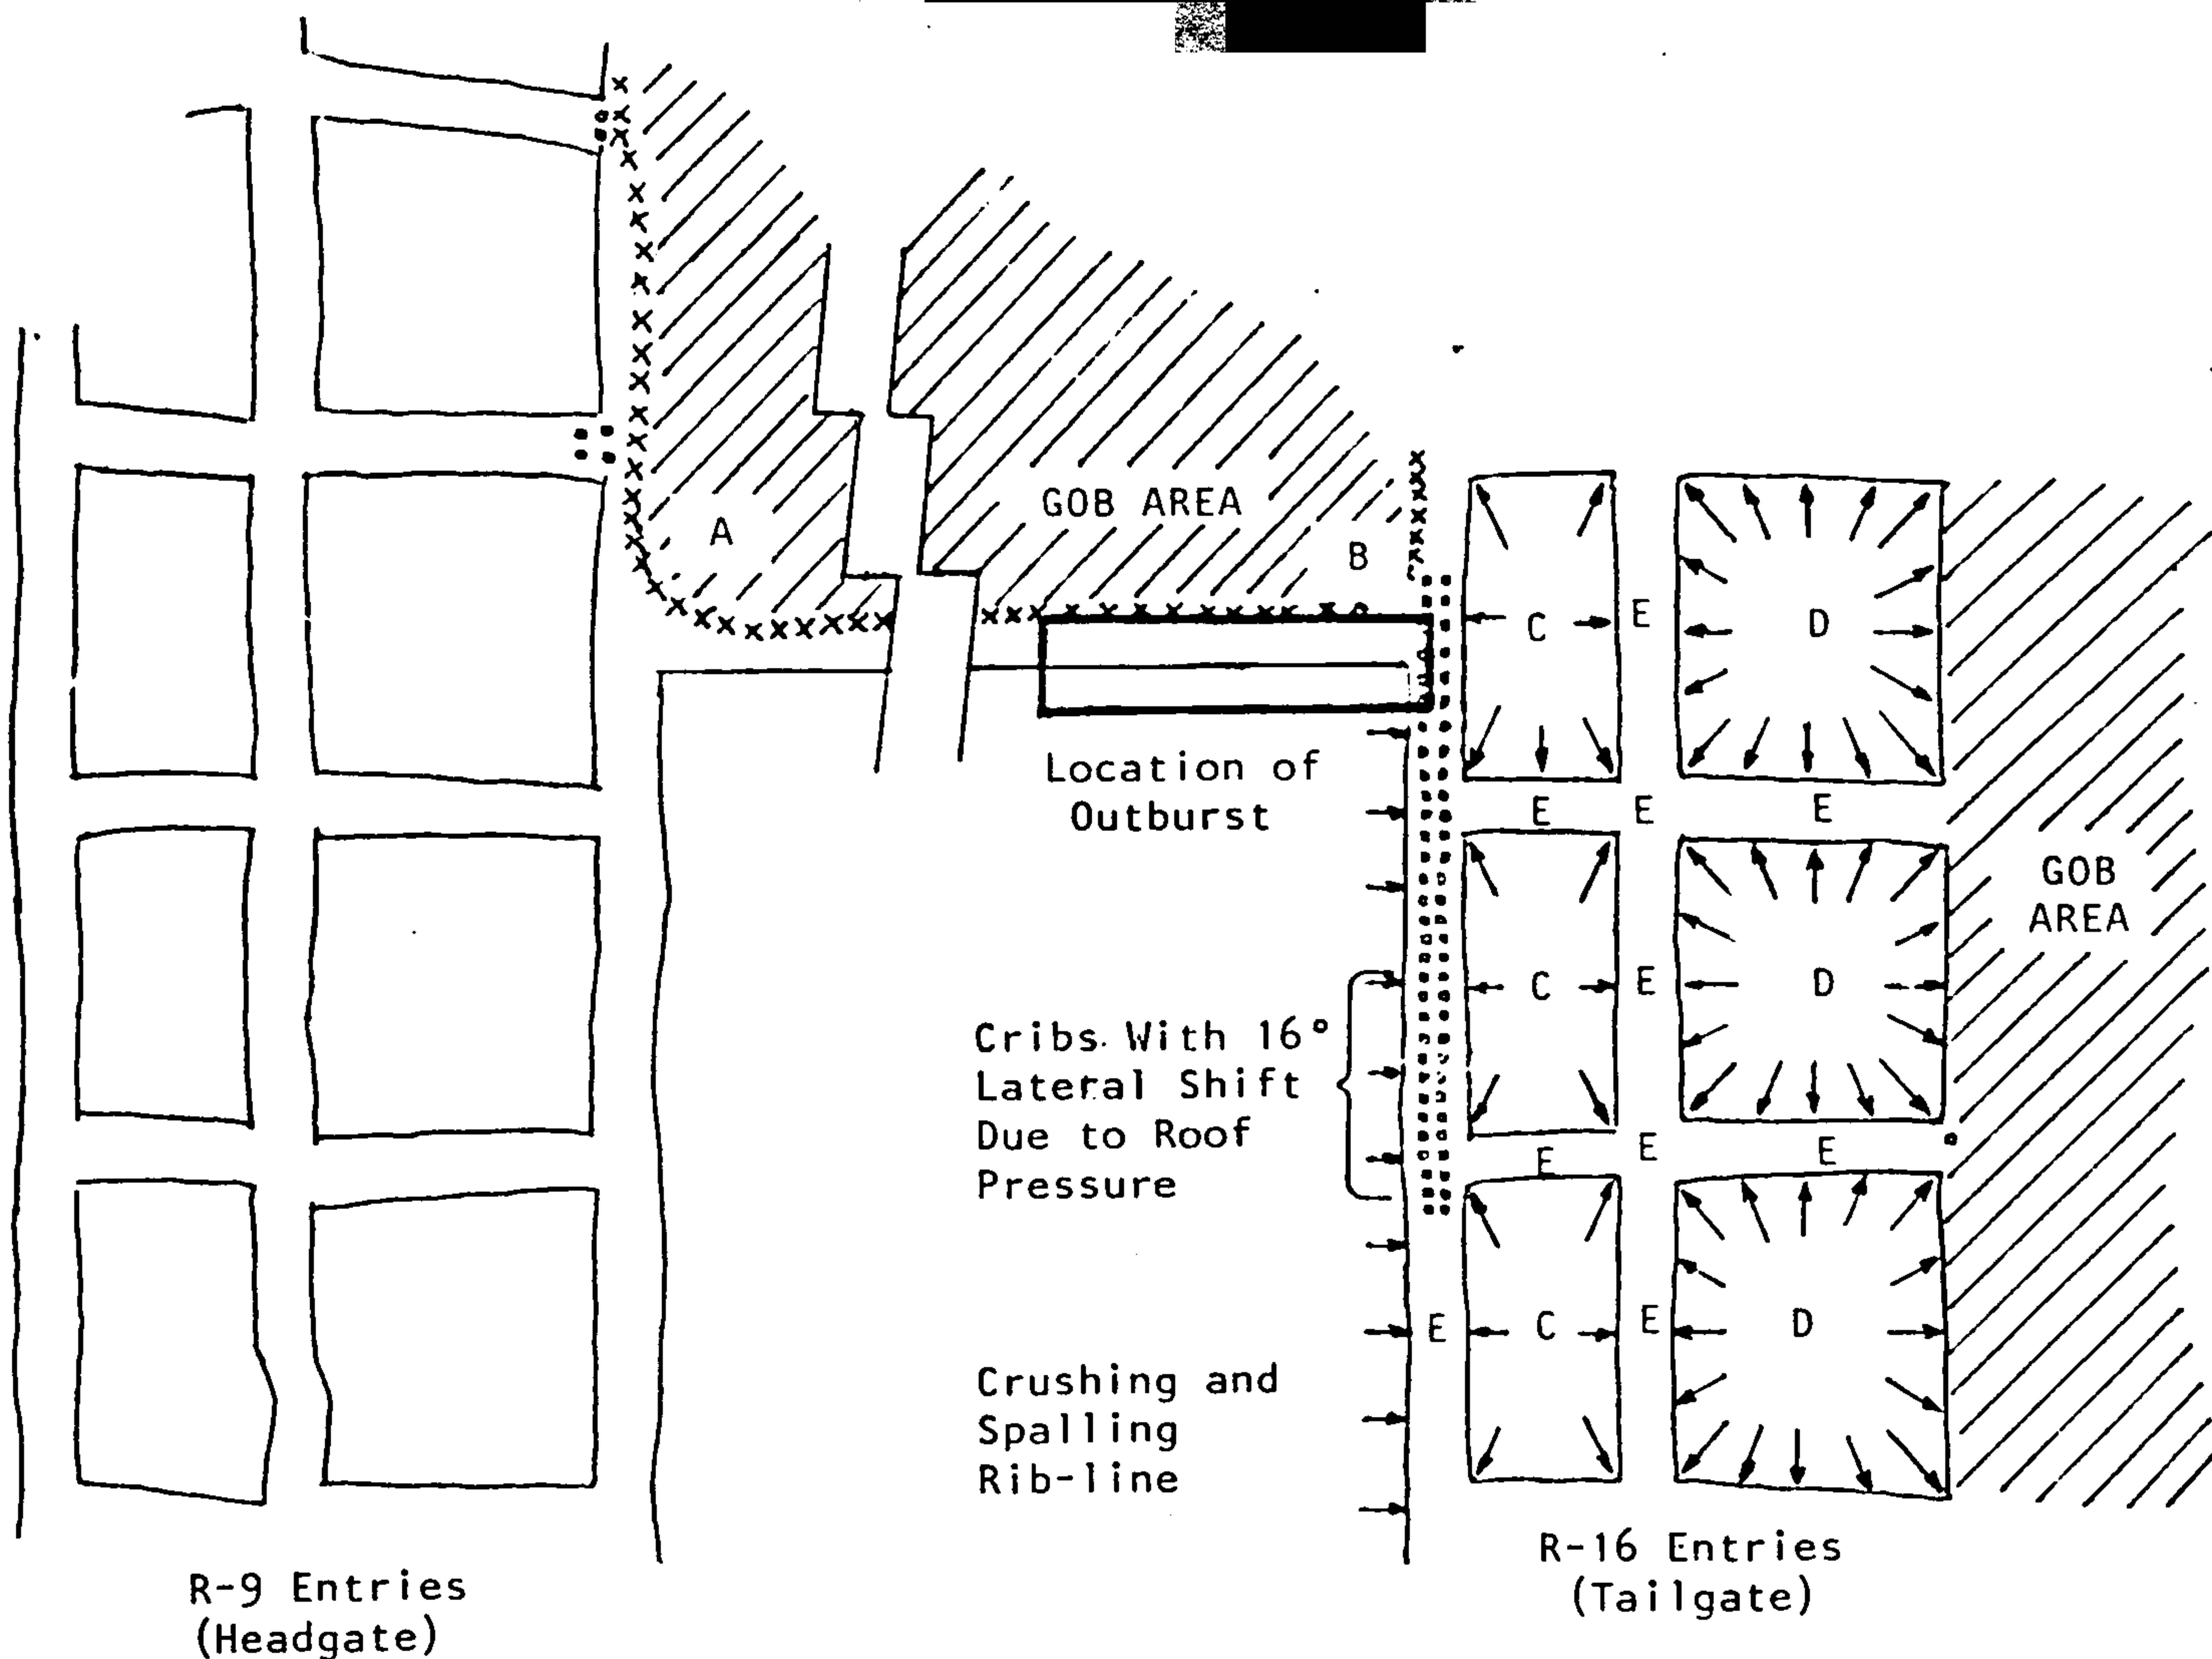 GOB AREA
A
B
C
E
D
Location of
Outburst
E
E
E
GOB
AREA
C
E
D
Cribs With 16°
Lateral Shift
Due to Roof
Pressure
E
E
E
E
C
E
D
Crushing and
Spalling
Rib-line
R-16 Entries
(Tailgate)
R-9 Entries
(Headgate)